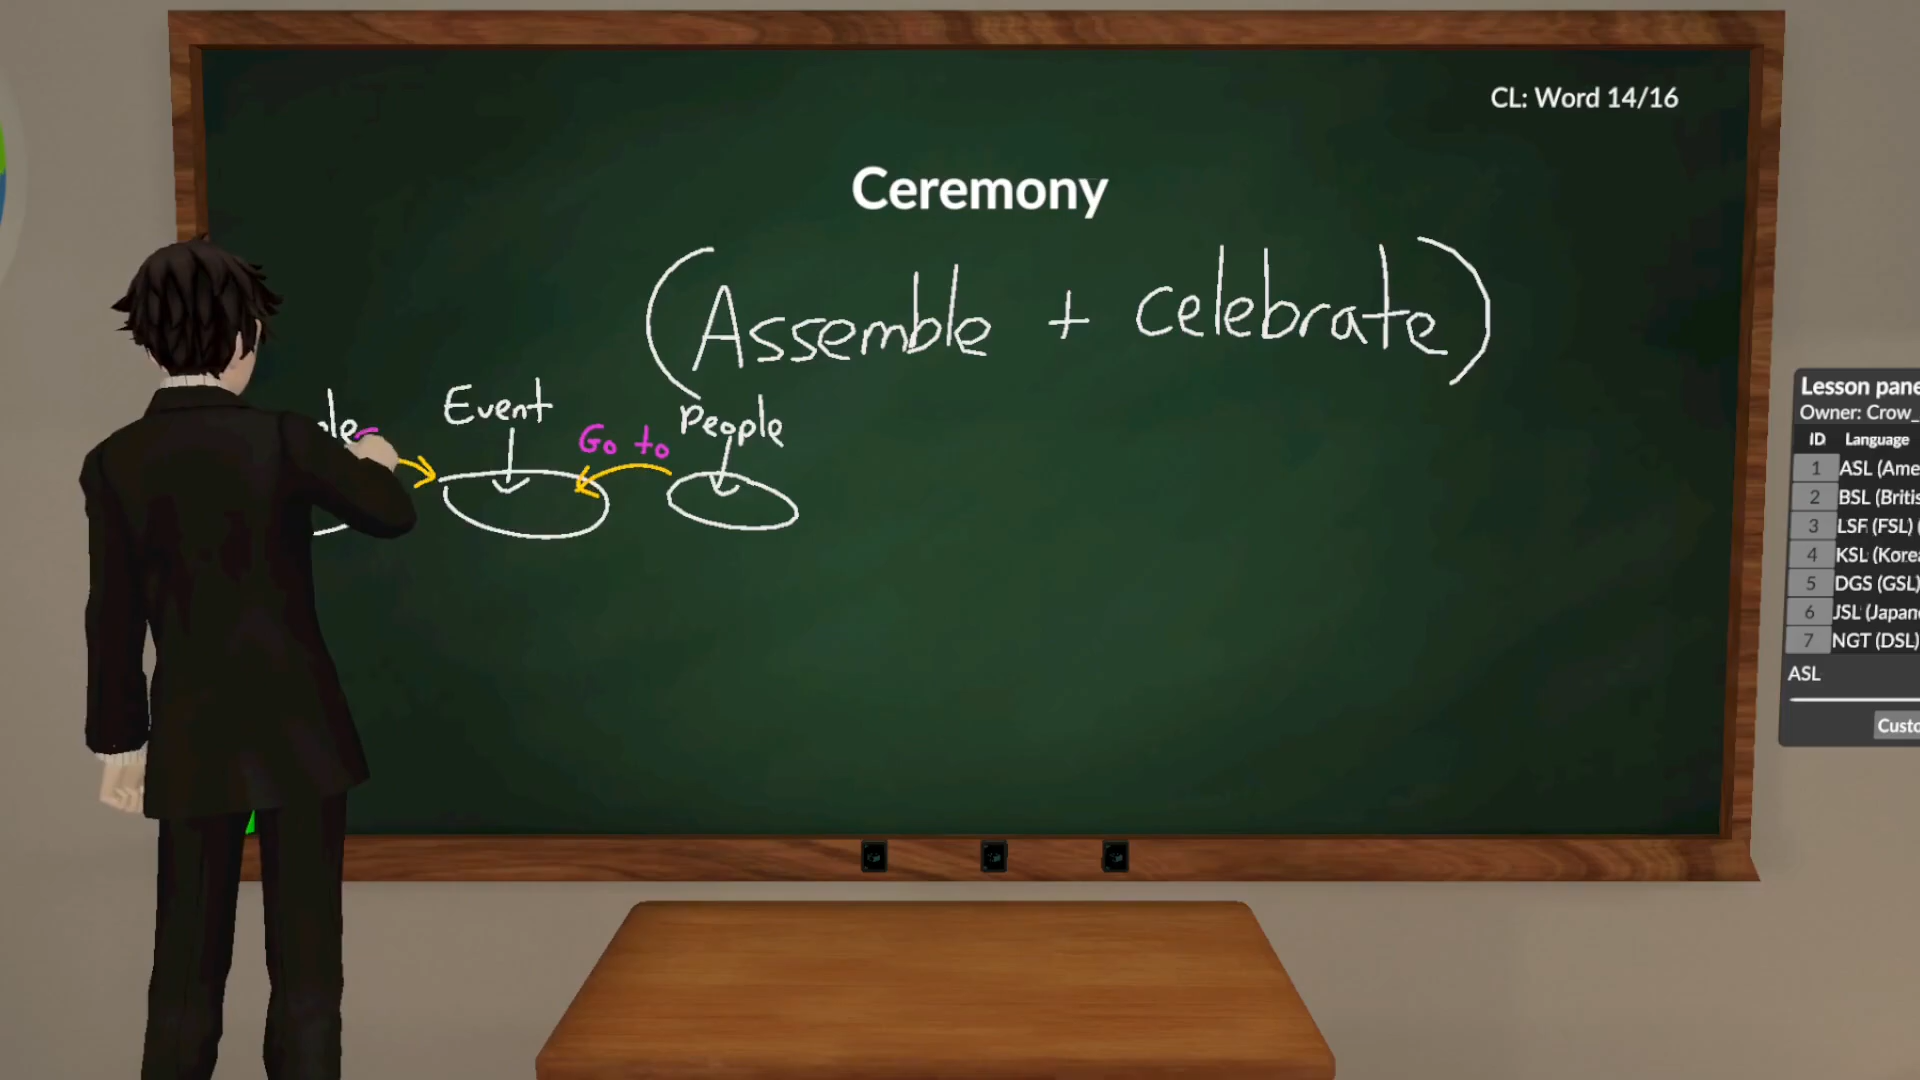 CL: Word 14/16
Ceremony
(Assemble + celebrate)
Event
People
Go to
Lesson pane
Owner: Crow_
ID Language
1 ASL (Ame
2 BSL (Britis
3 LSF (FSL) (
4 KSL (Korea
5 DGS (GSL)
6 JSL (Japan
7 NGT (DSL)
ASL
Custo